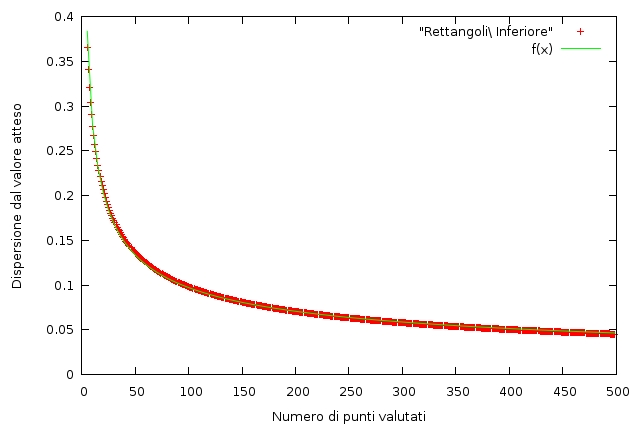 0.4
0.35
0.3
0.25
0.2
0.15
0.1
0.05
0
Dispersione dal valore atteso
"Rettangoli\ Inferiore"
f(x)
0 50 100 150 200 250 300 350 400 450 500
Numero di punti valutati